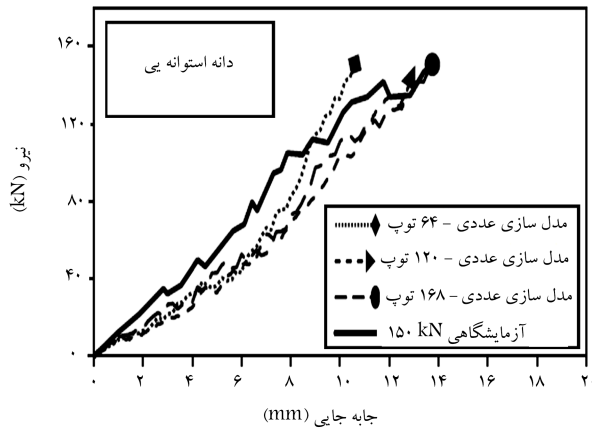 ۱۶۰
۱۲۰
۸۰
۴۰
۰
نیرو (kN)
دانه استوانه یی
مدل سازی عددی – ۶۴ توپ
مدل سازی عددی – ۱۲۰ توپ
مدل سازی عددی – ۱۶۸ توپ
آزمایشگاهی ۱۵۰ kN
۰ ۲ ۴ ۶ ۸ ۱۰ ۱۲ ۱۴ ۱۶ ۱۸
جابه جایی (mm)